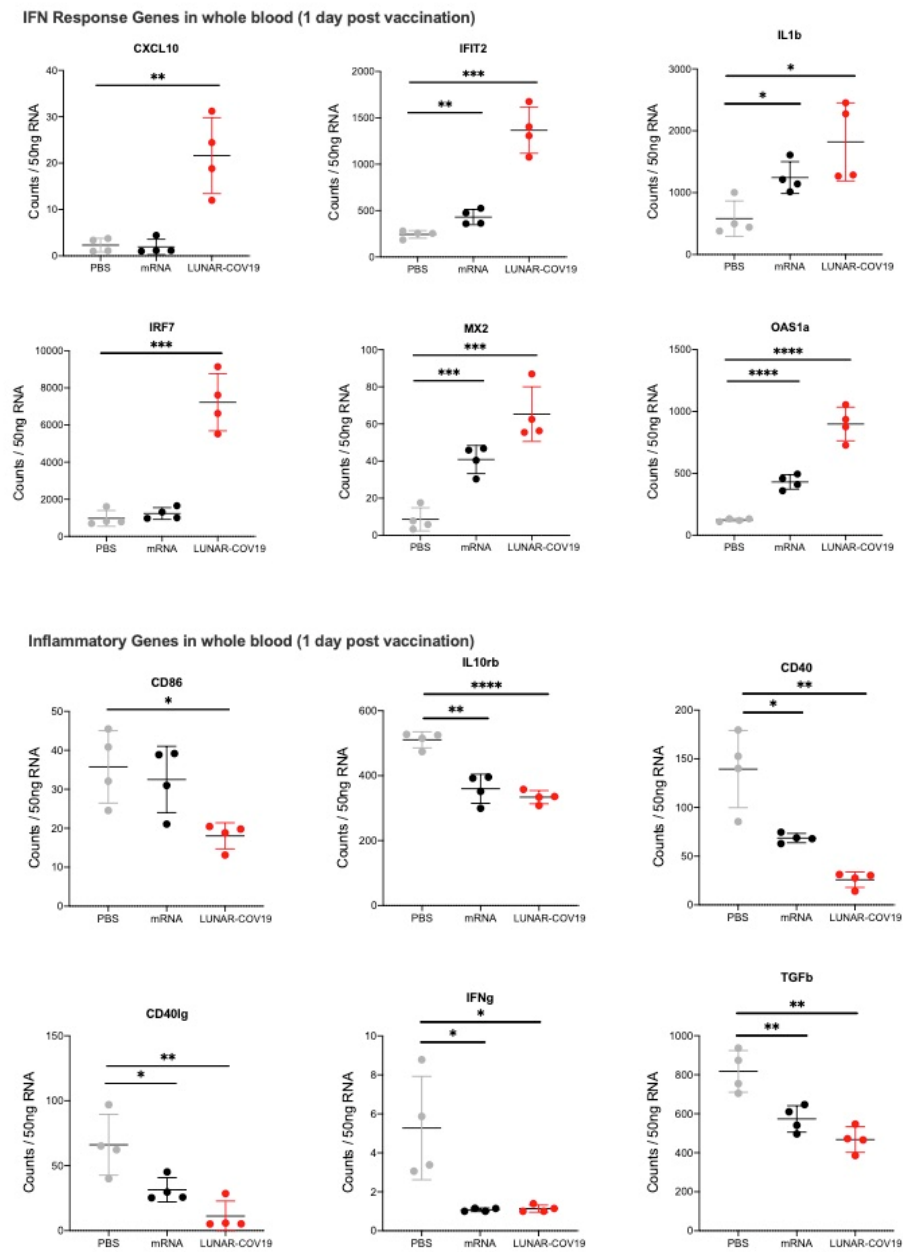 IFN Response Genes in whole blood (1 day post vaccination)
CXCL10
Counts / 50ng RNA
40
30
20
10
0
**
PBS mRNA LUNAR-COV19
IFIT2
Counts / 50ng RNA
2000
1500
1000
500
0
***
**
PBS mRNA LUNAR-COV19
IL1b
Counts / 50ng RNA
3000
2000
1000
0
*
*
PBS mRNA LUNAR-COV19
IRF7
Counts / 50ng RNA
10000
8000
6000
4000
2000
0
***
PBS mRNA LUNAR-COV19
MX2
Counts / 50ng RNA
100
80
60
40
20
0
***
***
PBS mRNA LUNAR-COV19
OAS1a
Counts / 50ng RNA
1500
1000
500
0
****
****
PBS mRNA LUNAR-COV19
Inflammatory Genes in whole blood (1 day post vaccination)
CD86
Counts / 50ng RNA
50
40
30
20
10
0
*
PBS mRNA LUNAR-COV19
IL10rb
Counts / 50ng RNA
600
400
200
0
****
**
PBS mRNA LUNAR-COV19
CD40
Counts / 50ng RNA
200
150
100
50
0
**
*
PBS mRNA LUNAR-COV19
CD40lg
Counts / 50ng RNA
150
100
50
0
**
*
PBS mRNA LUNAR-COV19
IFNg
Counts / 50ng RNA
8
6
4
2
0
*
*
PBS mRNA LUNAR-COV19
TGFb
Counts / 50ng RNA
1000
800
600
400
200
0
**
**
PBS mRNA LUNAR-COV19